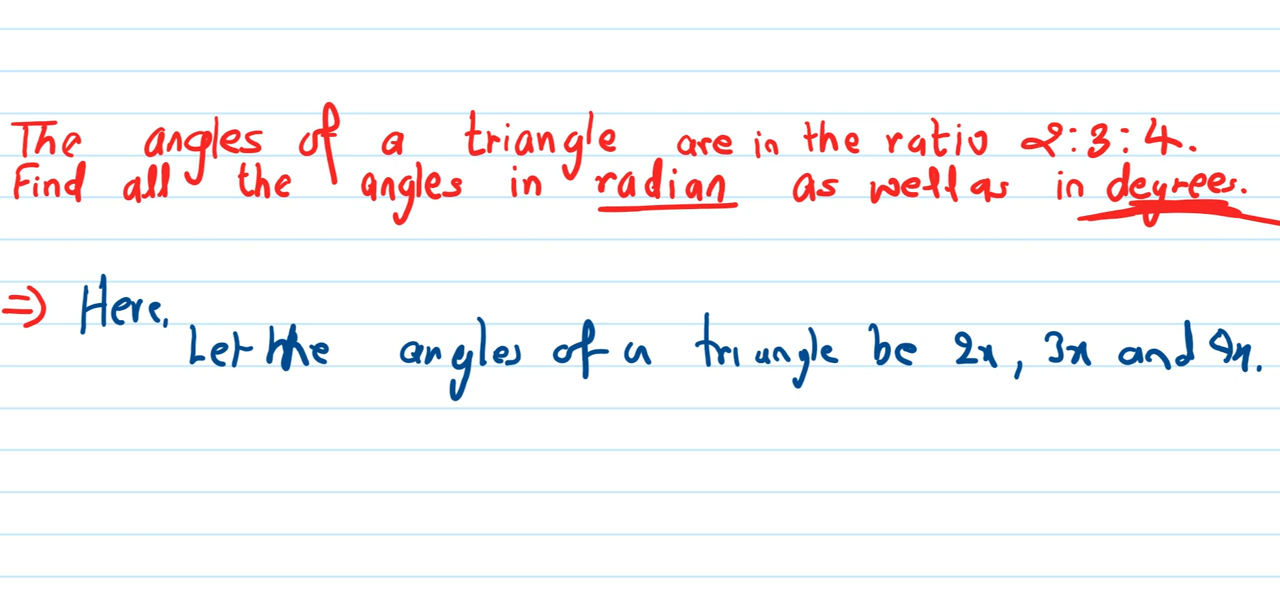 The angles of a triangle are in the ratio 2:3:4.
Find all the angles in radian as well as in degrees.
=) Here,
Let the angles of a triangle be 2x, 3x and 4x.